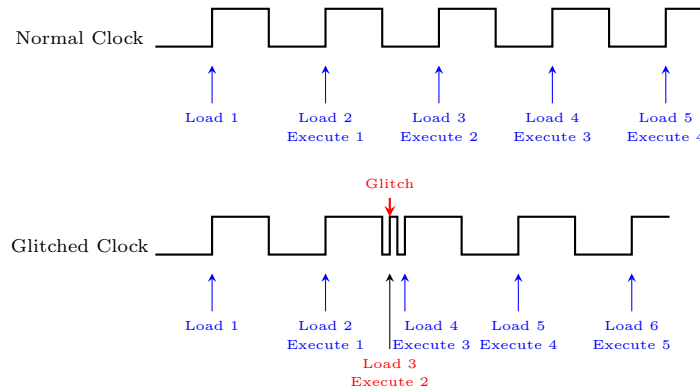 Normal Clock
Load 1
Load 2
Execute 1
Load 3
Execute 2
Load 4
Execute 3
Load 5
Execute 4
Glitch
Glitched Clock
Load 1
Load 2
Execute 1
Load 3
Execute 2
Load 4
Execute 3
Load 5
Execute 4
Load 6
Execute 5